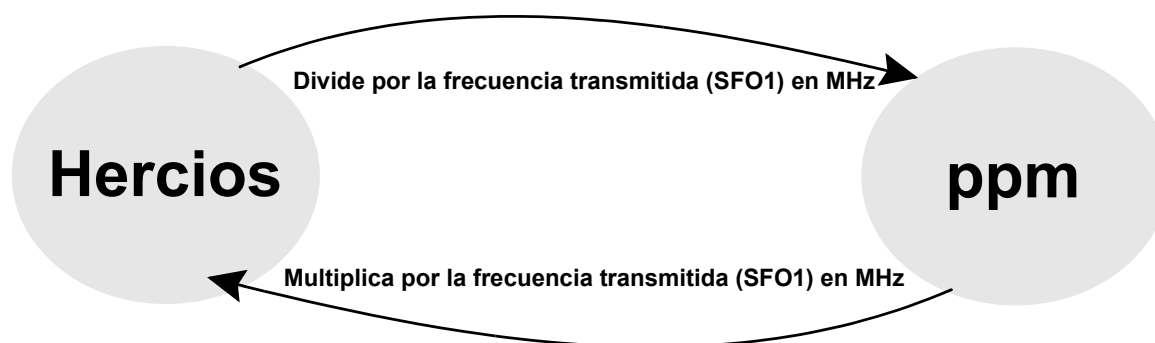 Divide por la frecuencia transmitida (SFO1) en MHz
Hercios
ppm
Multiplica por la frecuencia transmitida (SFO1) en MHz